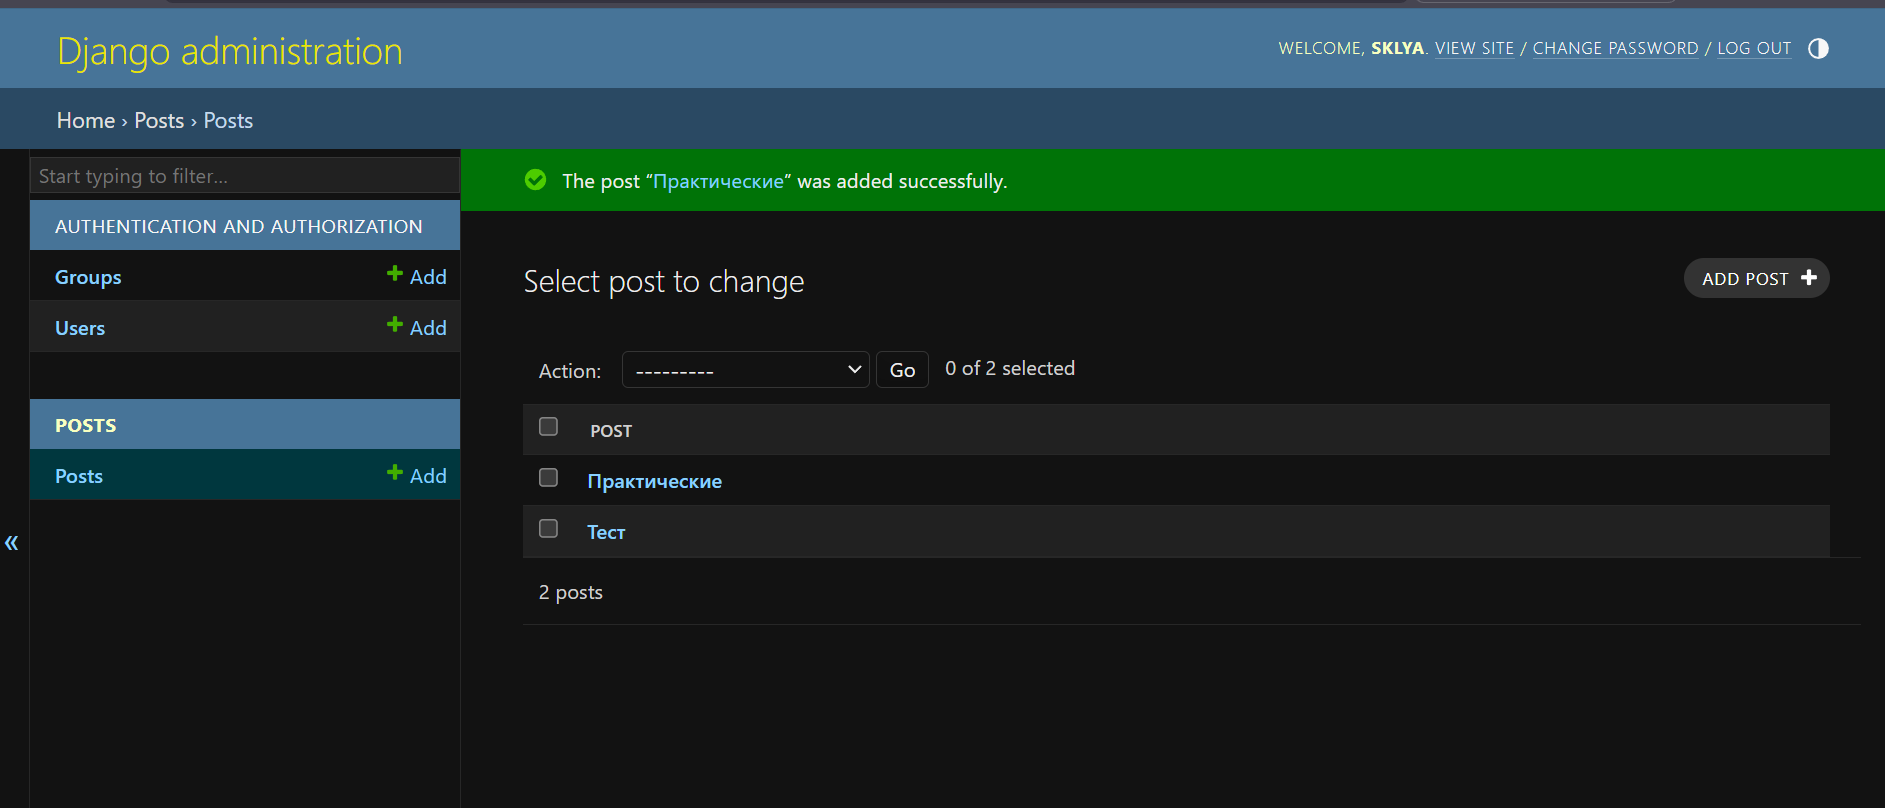 Django administration
WELCOME, SKLYA. VIEW SITE / CHANGE PASSWORD / LOG OUT
Home › Posts › Posts
Start typing to filter...
AUTHENTICATION AND AUTHORIZATION
Groups
Add
Users
Add
POSTS
Posts
Add
«
The post “Практические” was added successfully.
Select post to change
ADD POST
Action: --------- Go 0 of 2 selected
POST
Практические
Тест
2 posts